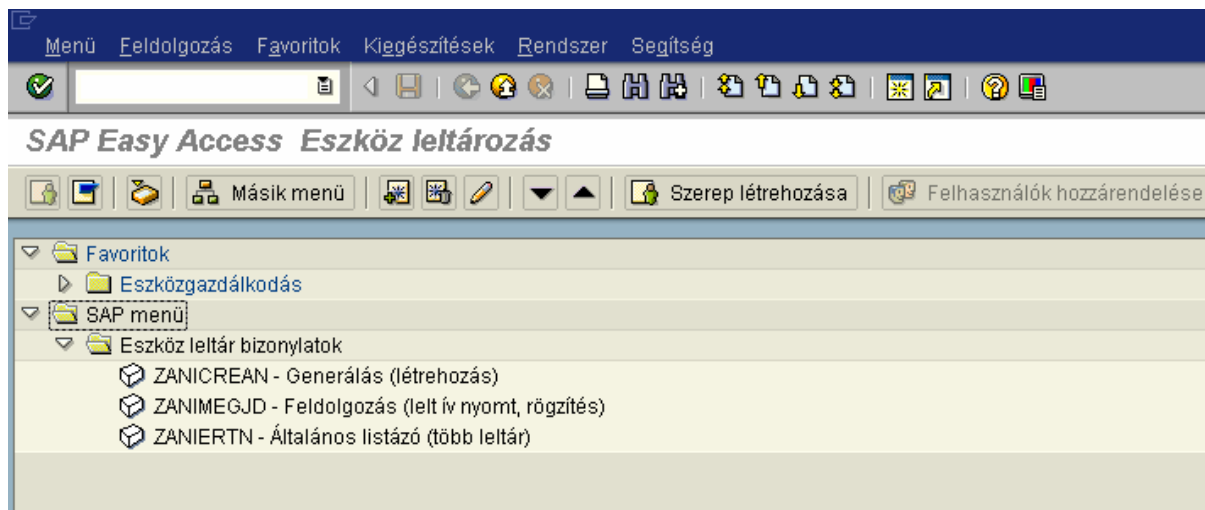 Menü Feldolgozás Favoritok Kiegészítések Rendszer Segítség
SAP Easy Access Eszköz leltározás
Másik menü Szerep létrehozása Felhasználók hozzárendelése
Favoritok
Eszközgazdálkodás
SAP menü
Eszköz leltár bizonylatok
ZANICREAN - Generálás (létrehozás)
ZANIMEGJD - Feldolgozás (lelt ív nyomt, rögzítés)
ZANIERTN - Általános listázó (több leltár)